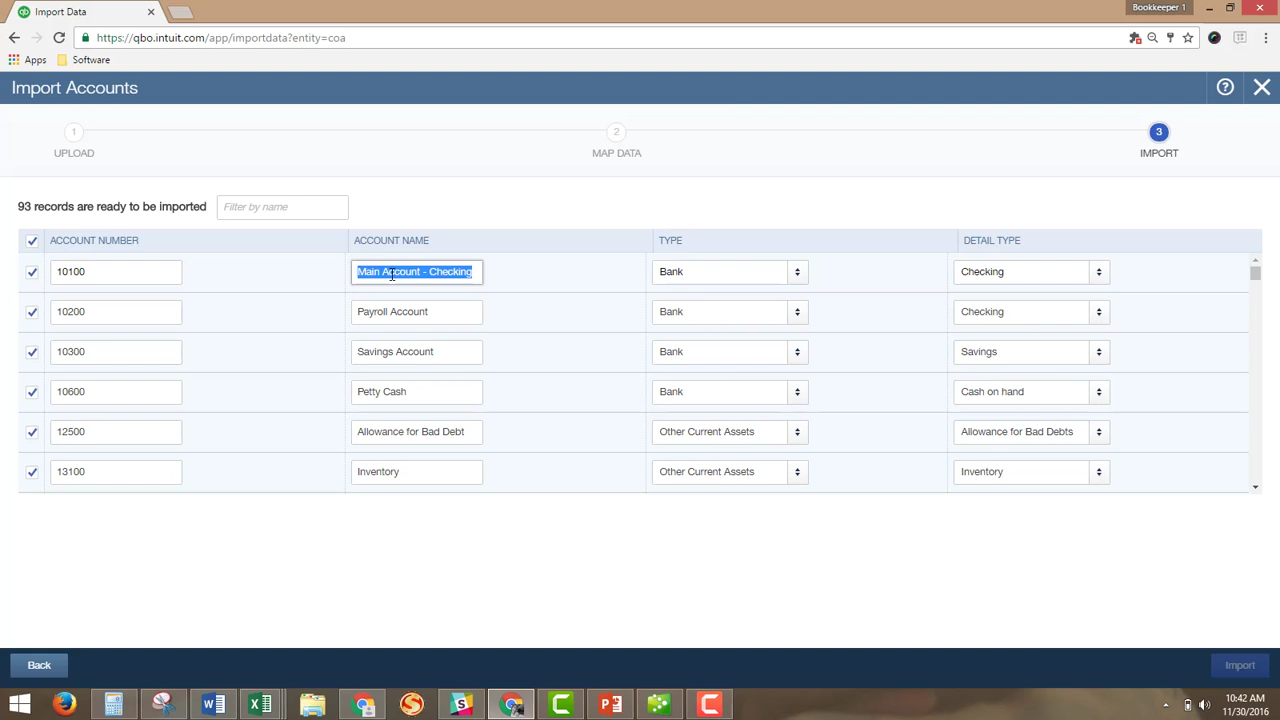 Import Data
Bookkeeper 1
https://qbo.intuit.com/app/importdata?entity=coa
Apps Software
Import Accounts
1 2 3
UPLOAD MAP DATA IMPORT
93 records are ready to be imported Filter by name
ACCOUNT NUMBER ACCOUNT NAME TYPE DETAIL TYPE
10100 Main Account - Checking Bank Checking
10200 Payroll Account Bank Checking
10300 Savings Account Bank Savings
10600 Petty Cash Bank Cash on hand
12500 Allowance for Bad Debt Other Current Assets Allowance for Bad Debts
13100 Inventory Other Current Assets Inventory
Back Import
10:42 AM
11/30/2016